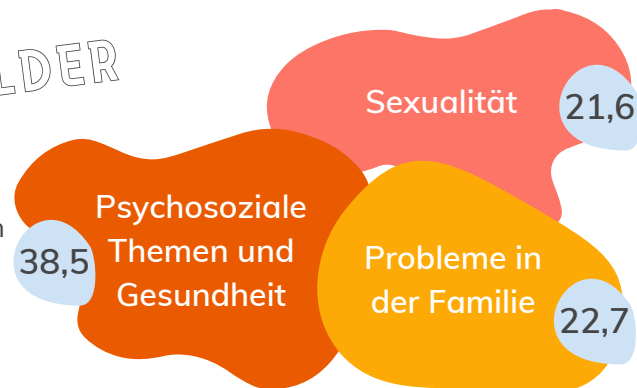 LDER
Sexualität
21,6
Psychosoziale
Themen und
Gesundheit
38,5
Probleme in
der Familie
22,7